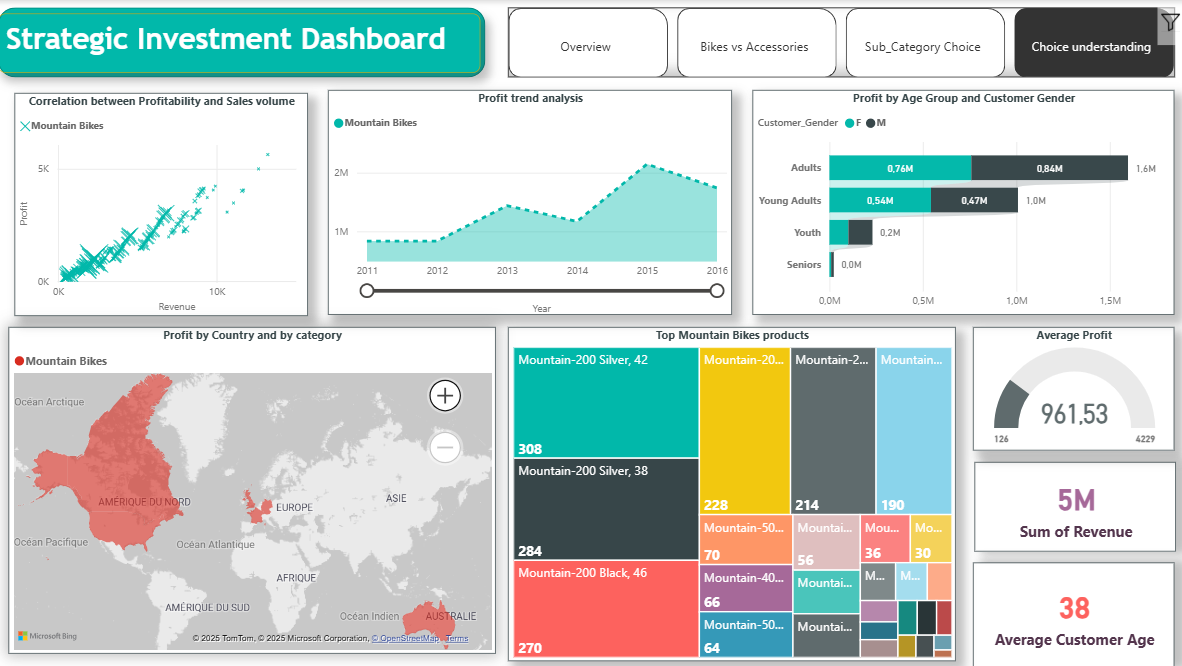 Strategic Investment Dashboard
Overview
Bikes vs Accessories
Sub_Category Choice
Choice understanding
Correlation between Profitability and Sales volume
Mountain Bikes
5K
0K
Profit
0K
10K
Revenue
Profit trend analysis
Mountain Bikes
2M
1M
2011
2012
2013
2014
2015
2016
Year
Profit by Age Group and Customer Gender
Customer_Gender F M
Adults 0,76M 0,84M 1,6M
Young Adults 0,54M 0,47M 1,0M
Youth 0,2M
Seniors 0,0M
0,0M
0,5M
1,0M
1,5M
Profit by Country and by category
Mountain Bikes
Océan Arctique
AMÉRIQUE DU NORD
EUROPE
ASIE
Océan Pacifique
Océan Atlantique
AFRIQUE
AMÉRIQUE DU SUD
Océan Indien
AUSTRALIE
Microsoft Bing
© 2025 TomTom, © 2025 Microsoft Corporation, © OpenStreetMap Terms
Top Mountain Bikes products
Mountain-200 Silver, 42
308
Mountain-200 Silver, 38
284
Mountain-200 Black, 46
270
Mountain-20...
228
Mountain-2...
214
Mountain...
190
Mountain-50...
70
Mountain-40...
66
Mountain-50...
64
Mountai...
56
Mountai...
Mountai...
Mou...
36
Mo...
30
M...
M...
Average Profit
961,53
126
4229
5M
Sum of Revenue
38
Average Customer Age